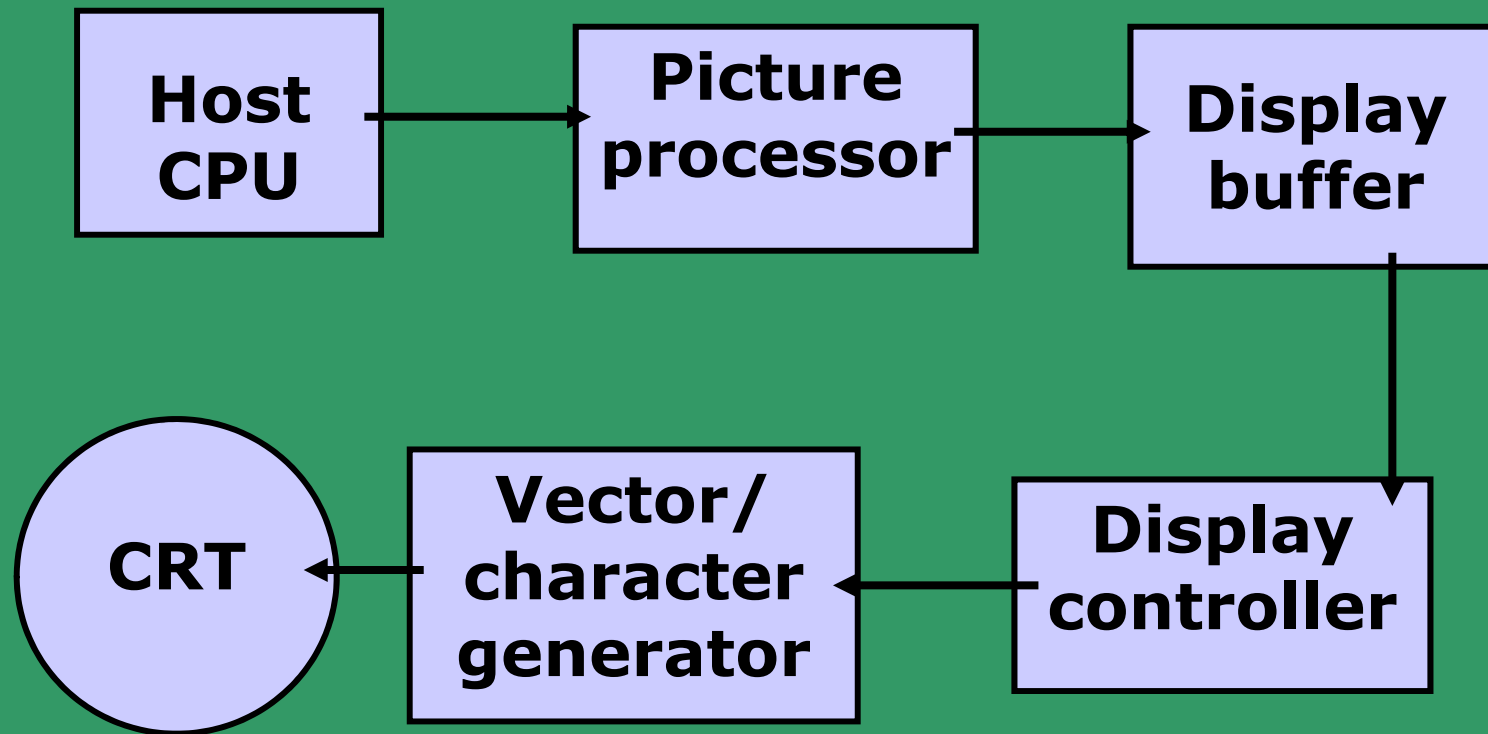 Host
CPU
Picture
processor
Display
buffer
CRT
Vector/
character
generator
Display
controller